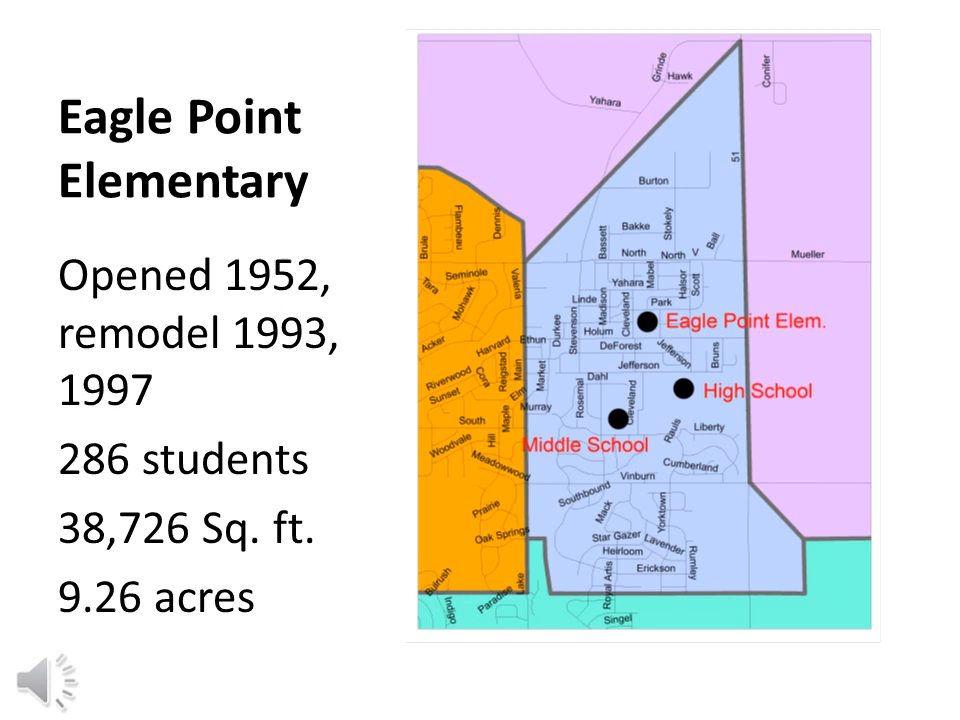 Eagle Point
Elementary
Opened 1952,
remodel 1993,
1997
286 students
38,726 Sq. ft.
9.26 acres
Grinde
Hawk
Conifer
Yahara
51
Burton
Flambeau
Dennis
Brule
Bassett
Bakke
Stokely
Ball
North
North
V
Mueller
Seminole
Tara
Mohawk
Valeria
Yahara
Mabel
Halsor
Scott
Linde
Madison
Cleveland
Park
Eagle Point Elem.
Durkee
Stevenson
Holum
Acker
Harvard
Ethun
DeForest
Jefferson
Bruns
Riverwood
Cora
Reigstad
Main
Market
Jefferson
Sunset
Elm
Dahl
Rosemal
Cleveland
High School
Murray
South
Maple
Woodvale
Hill
Middle School
Rauls
Liberty
Meadowwood
Cumberland
Vinburn
Southbound
Prairie
Mack
Yorktown
Oak Springs
Star Gazer
Lavender
Heirloom
Rumley
Erickson
Bulrush
Lake
Royal Artis
Indigo
Paradise
Singel